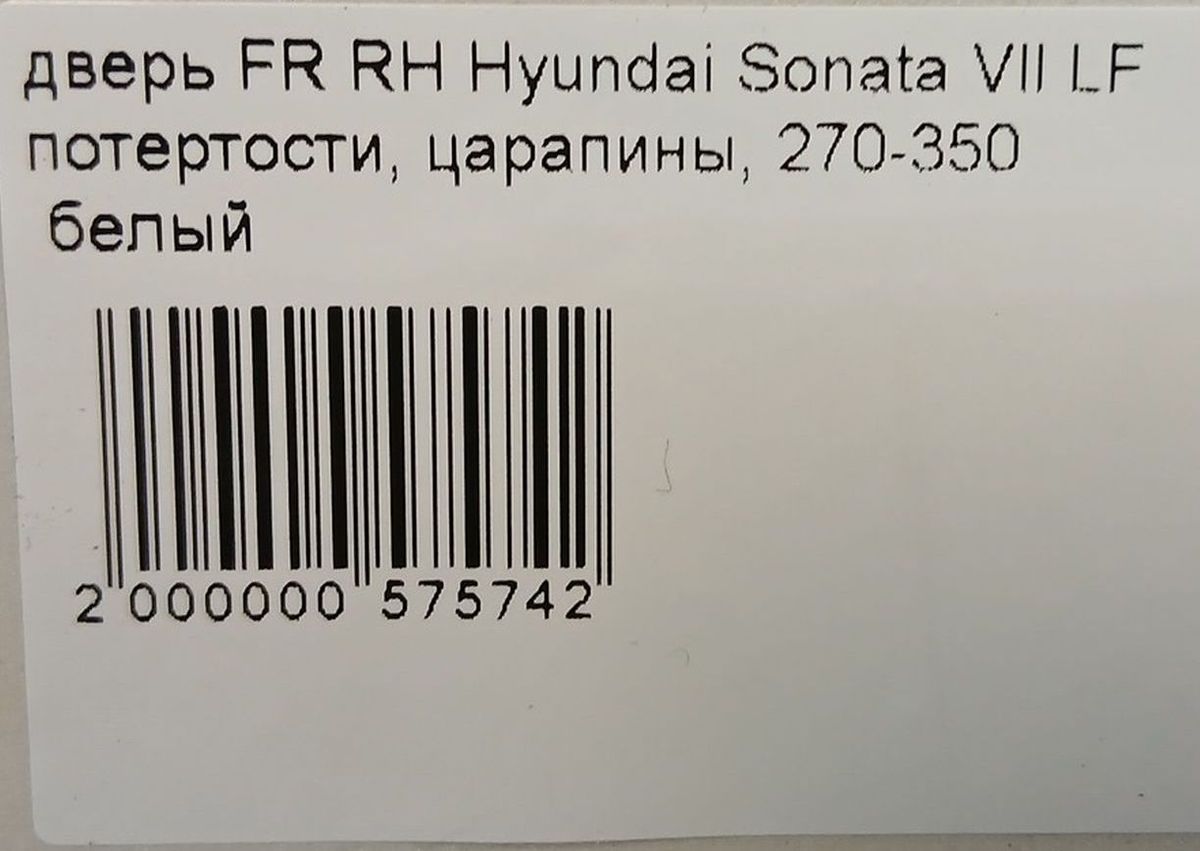 дверь FR RH Hyundai Sonata VII LF
потертости, царапины, 270-350
белый
2 000000 575742